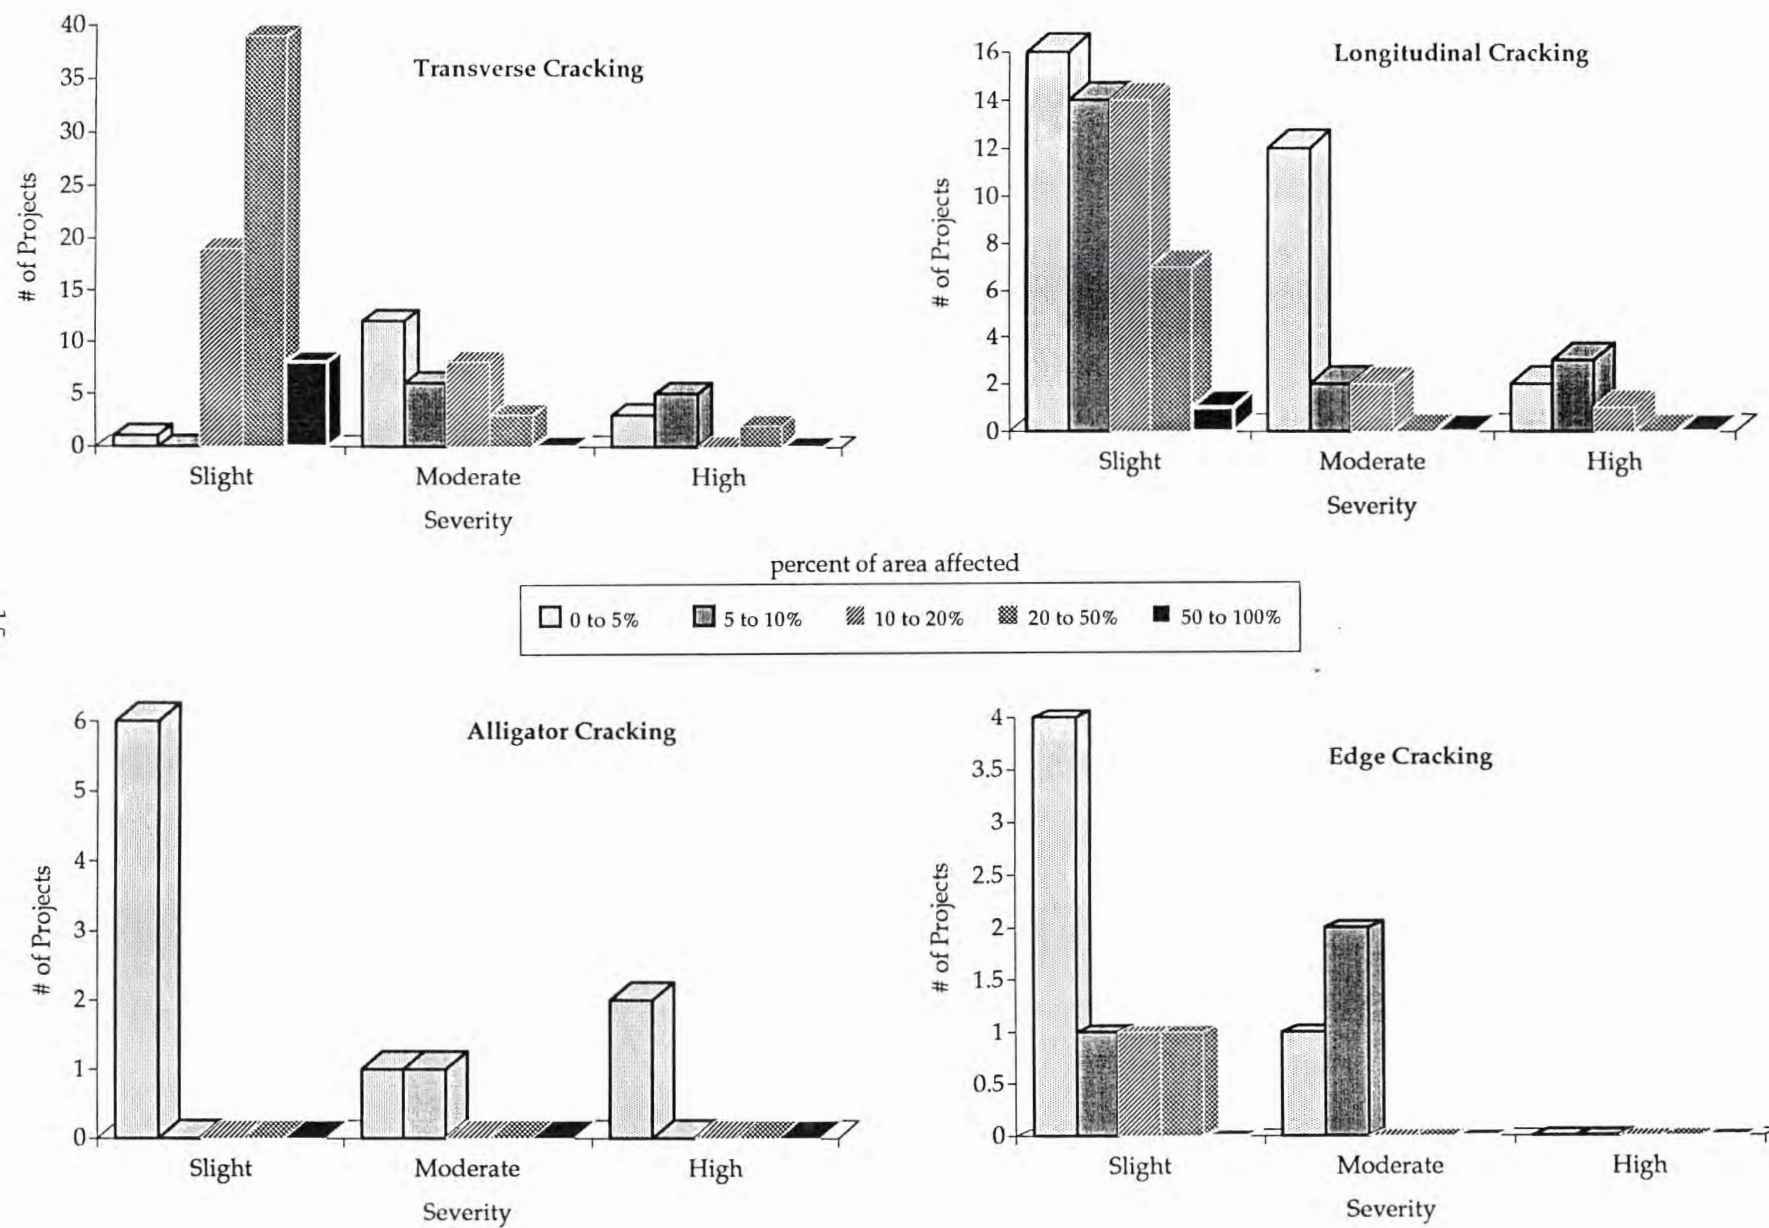 Transverse Cracking
# of Projects
40
35
30
25
20
15
10
5
0
Slight Moderate High
Severity
Longitudinal Cracking
# of Projects
16
14
12
10
8
6
4
2
0
Slight Moderate High
Severity
percent of area affected
0 to 5% 5 to 10% 10 to 20% 20 to 50% 50 to 100%
Alligator Cracking
# of Projects
6
5
4
3
2
1
0
Slight Moderate High
Severity
Edge Cracking
# of Projects
4
3.5
3
2.5
2
1.5
1
0.5
0
Slight Moderate High
Severity